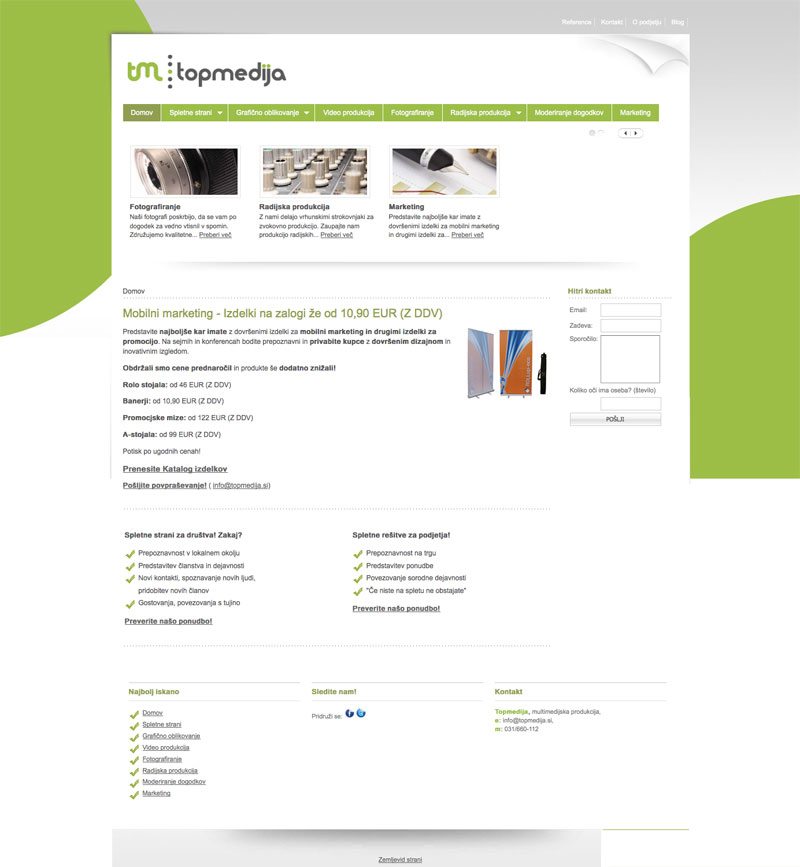 Reference
Kontakt
O podjetju
Blog
tm topmedija
Domov
Spletne strani
Grafično oblikovanje
Video produkcija
Fotografiranje
Radijska produkcija
Moderiranje dogodkov
Marketing
Fotografiranje
Naši fotografi poskrbijo, da se vam po
dogodek za vedno vtisnil v spomin.
Združujemo kvalitetne... Preberi več
Radijska produkcija
Z nami delajo vrhunskimi strokovnjaki za
zvokovno produkcijo. Zaupajte nam
produkcijo radijskih... Preberi več
Marketing
Predstavite najboljše kar imate z
dovršenimi izdelki za mobilni marketing
in drugimi izdelki za... Preberi več
Domov
Mobilni marketing - Izdelki na zalogi že od 10,90 EUR (Z DDV)
Predstavite najboljše kar imate z dovršenimi izdelki za mobilni marketing in drugimi izdelki za
promocijo. Na sejmih in konferencah bodite prepoznavni in privabite kupce z dovršenim dizajnom in
inovativnim izgledom.
Obdržali smo cene prednaročil in produkte še dodatno znižali!
Rolo stojala: od 46 EUR (Z DDV)
Banerji: od 10,90 EUR (Z DDV)
Promocjske mize: od 122 EUR (Z DDV)
A-stojala: od 99 EUR (Z DDV)
Potisk po ugodnih cenah!
Prenesite Katalog izdelkov
Pošljite povpraševanje! ( info@topmedija.si)
Hitri kontakt
Email:
Zadeva:
Sporočilo:
Koliko oči ima oseba? (število)
POŠLJI
Spletne strani za društva! Zakaj?
Prepoznavnost v lokalnem okolju
Predstavitev članstva in dejavnosti
Novi kontakti, spoznavanje novih ljudi,
pridobitev novih članov
Gostovanja, povezovanja s tujino
Preverite našo ponudbo!
Spletne rešitve za podjetja!
Prepoznavnost na trgu
Predstavitev ponudbe
Povezovanje sorodne dejavnosti
"Če niste na spletu ne obstajate"
Preverite našo ponudbo!
Najbolj iskano
Domov
Spletne strani
Grafično oblikovanje
Video produkcija
Fotografiranje
Radijska produkcija
Moderiranje dogodkov
Marketing
Sledite nam!
Pridruži se:
Kontakt
Topmedija, multimedijska produkcija,
e: info@topmedija.si,
m: 031/660-112
Zemljevid strani